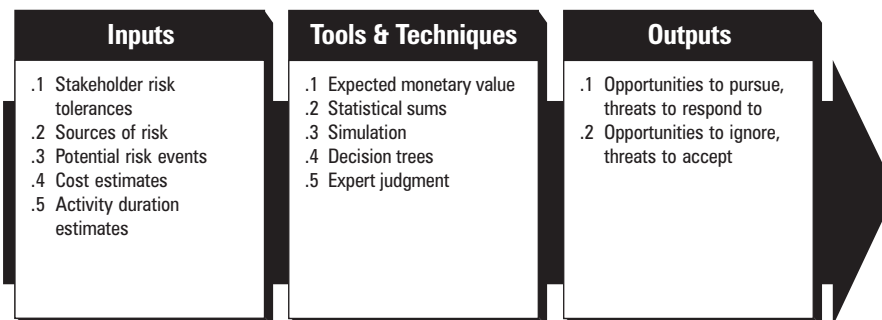 Inputs
.1 Stakeholder risk
tolerances
.2 Sources of risk
.3 Potential risk events
.4 Cost estimates
.5 Activity duration
estimates
Tools & Techniques
.1 Expected monetary value
.2 Statistical sums
.3 Simulation
.4 Decision trees
.5 Expert judgment
Outputs
.1 Opportunities to pursue,
threats to respond to
.2 Opportunities to ignore,
threats to accept